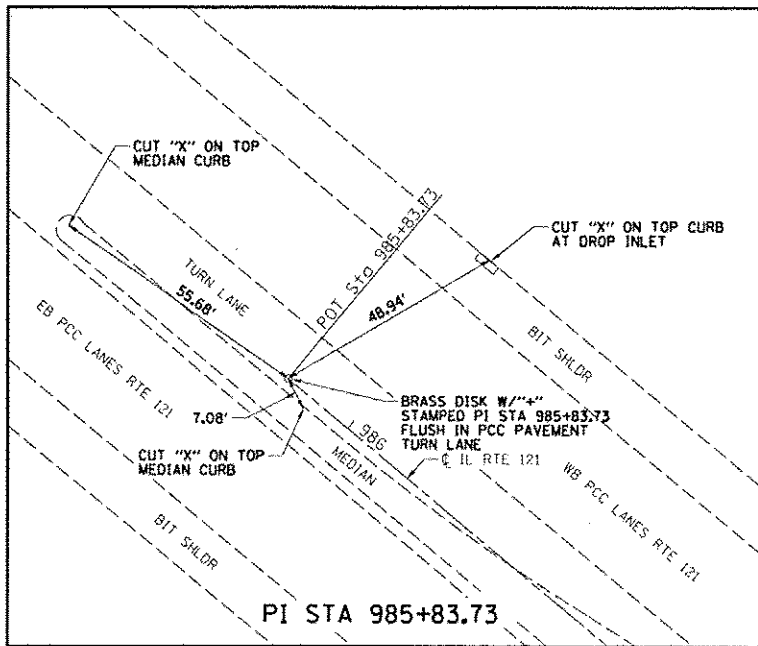 CUT "X" ON TOP
MEDIAN CURB
CUT "X" ON TOP CURB
AT DROP INLET
POT Sta 985+83.73
TURN LANE
55.68'
48.94'
BIT SHLDR
EB PCC LANES RTE 121
7.08'
BRASS DISK W/"+"
STAMPED PI STA 985+83.73
FLUSH IN PCC PAVEMENT
TURN LANE
986
CUT "X" ON TOP
MEDIAN CURB
MEDIAN
℄ IL RTE 121
WB PCC LANES RTE 121
BIT SHLDR
PI STA 985+83.73